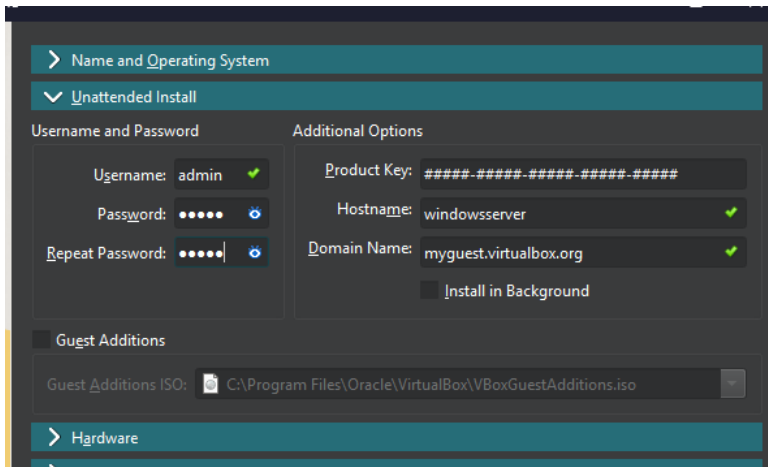 Name and Operating System
Unattended Install
Username and Password
Username: admin
Password: •••••
Repeat Password: •••••
Additional Options
Product Key: #####-#####-#####-#####-#####
Hostname: windowsserver
Domain Name: myguest.virtualbox.org
Install in Background
Guest Additions
Guest Additions ISO: C:\Program Files\Oracle\VirtualBox\VBoxGuestAdditions.iso
Hardware